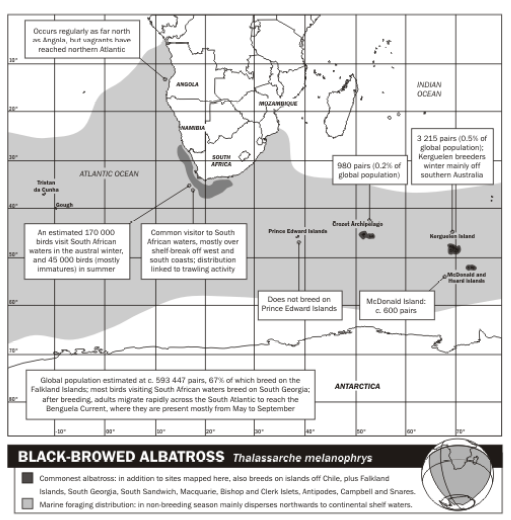 Occurs regularly as far north
as Angola, but vagrants have
reached northern Atlantic
10°
ANGOLA
INDIAN
OCEAN
MOZAMBIQUE
20°
NAMIBIA
3 215 pairs (0.5% of
global population);
Kerguelen breeders
winter mainly off
southern Australia
30°
SOUTH
AFRICA
980 pairs (0.2% of
global population)
ATLANTIC OCEAN
Tristan
da Cunha
Gough
40°
An estimated 170 000
birds visit South African
waters in the austral winter,
and 45 000 birds (mostly
immatures) in summer
Common visitor to South
African waters, mostly over
shelf-break off west and
south coasts; distribution
linked to trawling activity
Prince Edward Islands
Crozet Archipelago
Kerguelen Island
50°
McDonald and
Heard Islands
Does not breed on
Prince Edward Islands
McDonald Island:
c. 600 pairs
60°
70°
Global population estimated at c. 593 447 pairs, 67% of which breed on the
Falkland Islands; most birds visiting South African waters breed on South Georgia;
after breeding, adults migrate rapidly across the South Atlantic to reach the
Benguela Current, where they are present mostly from May to September
ANTARCTICA
80°
-10° 0° 10° 20° 30° 40° 50° 60° 70°
BLACK-BROWED ALBATROSS Thalassarche melanophrys
Commonest albatross: in addition to sites mapped here, also breeds on islands off Chile, plus Falkland
Islands, South Georgia, South Sandwich, Macquarie, Bishop and Clerk Islets, Antipodes, Campbell and Snares.
Marine foraging distribution: in non-breeding season mainly disperses northwards to continental shelf waters.